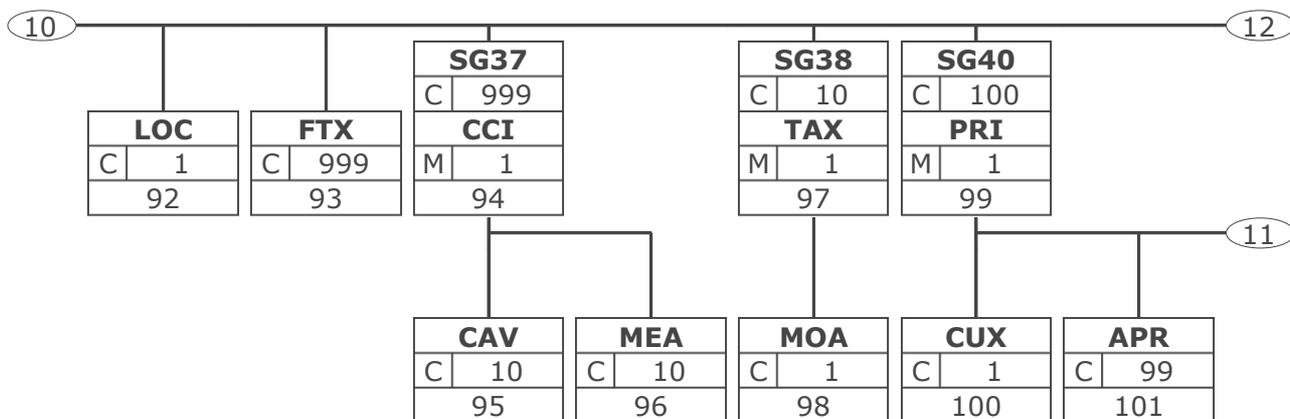 10
12
SG37
C 999
CCI
M 1
94
SG38
C 10
TAX
M 1
97
SG40
C 100
PRI
M 1
99
LOC
C 1
92
FTX
C 999
93
11
CAV
C 10
95
MEA
C 10
96
MOA
C 1
98
CUX
C 1
100
APR
C 99
101